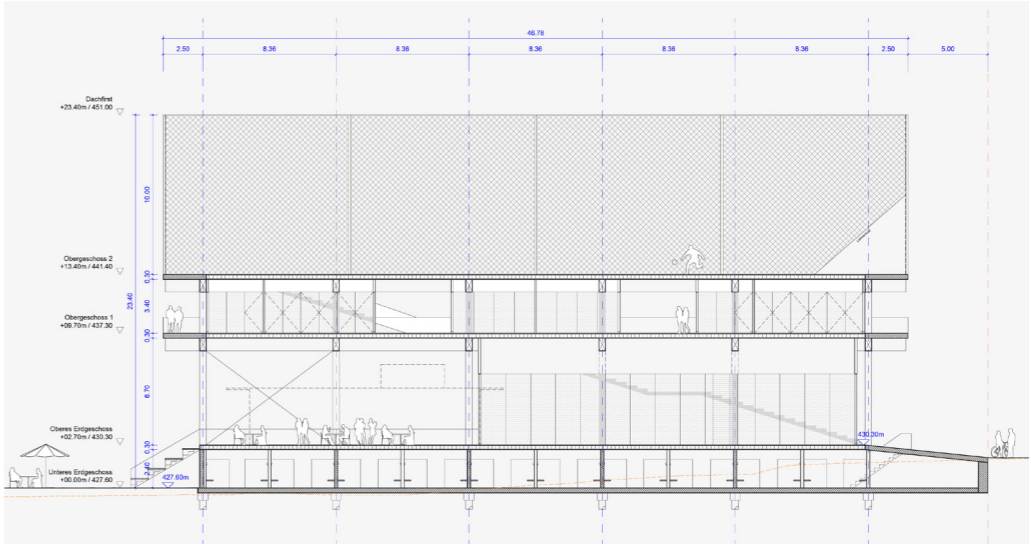 46.78
2.50 8.36 8.36 8.36 8.36 8.36 2.50 5.00
Dachfirst
+23.40m / 451.00
10.00
Obergeschoss 2
+13.40m / 441.40
0.30
23.40
3.40
Obergeschoss 1
+09.70m / 437.30
0.30
6.70
Oberes Erdgeschoss
+02.70m / 430.30
430.30m
0.30
Unteres Erdgeschoss
+00.00m / 427.60
2.40
427.60m